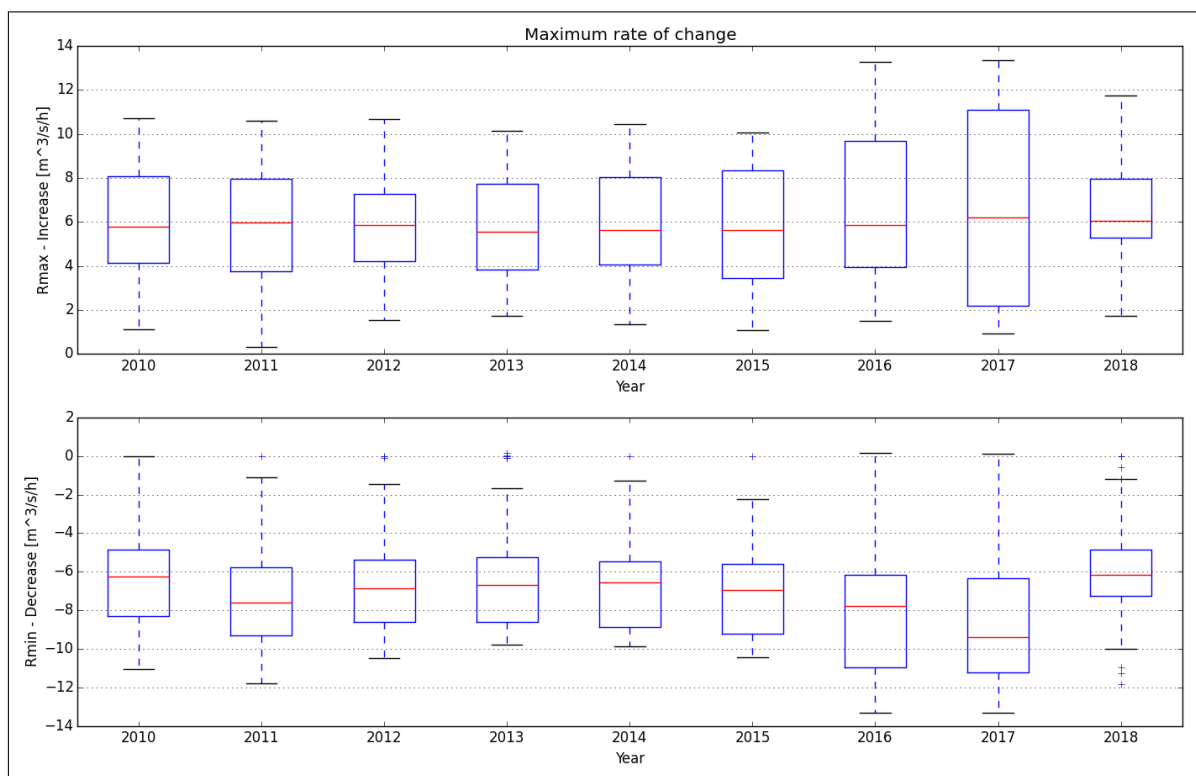 Maximum rate of change
Rmax - Increase [m^3/s/h]
14
12
10
8
6
4
2
0
2010 2011 2012 2013 2014 2015 2016 2017 2018
Year
Rmin - Decrease [m^3/s/h]
2
0
−2
−4
−6
−8
−10
−12
−14
2010 2011 2012 2013 2014 2015 2016 2017 2018
Year